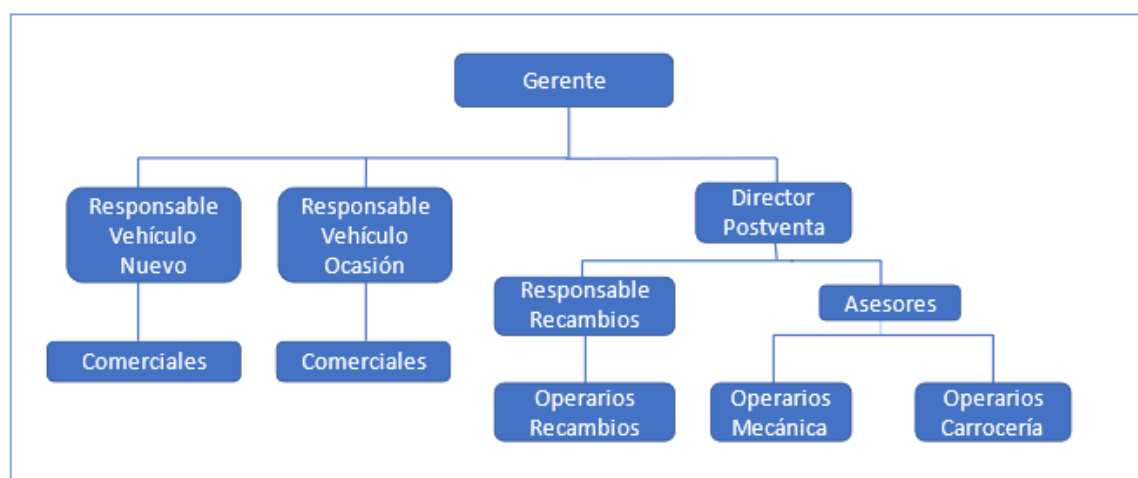 Gerente
Responsable
Vehículo
Nuevo
Responsable
Vehículo
Ocasión
Director
Postventa
Comerciales
Comerciales
Responsable
Recambios
Asesores
Operarios
Recambios
Operarios
Mecánica
Operarios
Carrocería